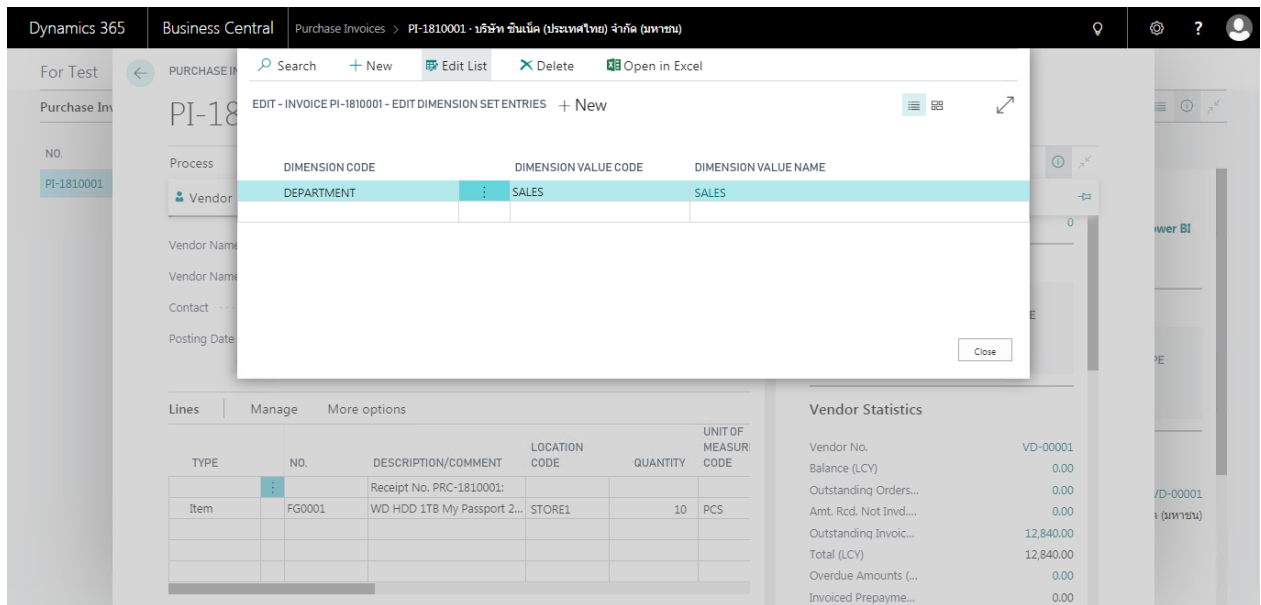 Dynamics 365 Business Central Purchase Invoices > PI-1810001 · บริษัท ซินเน็ค (ประเทศไทย) จำกัด (มหาชน) ?
For Test PURCHASE IN
Search + New Edit List Delete Open in Excel
Purchase Inv PI-18
EDIT - INVOICE PI-1810001 - EDIT DIMENSION SET ENTRIES + New
NO.
PI-1810001
Process
DIMENSION CODE DIMENSION VALUE CODE DIMENSION VALUE NAME
DEPARTMENT SALES SALES
Vendor
0
ower BI
Vendor Name
Vendor Name
Contact
Posting Date
E
PE
Close
Lines Manage More options
TYPE NO. DESCRIPTION/COMMENT LOCATION CODE QUANTITY UNIT OF MEASUR CODE
Receipt No. PRC-1810001:
Item FG0001 WD HDD 1TB My Passport 2... STORE1 10 PCS
Vendor Statistics
Vendor No. VD-00001
Balance (LCY) 0.00
Outstanding Orders... 0.00
Amt. Rcd. Not Invd.... 0.00
Outstanding Invoic... 12,840.00
Total (LCY) 12,840.00
Overdue Amounts (... 0.00
Invoiced Prepayme... 0.00
/D-00001
(มหาชน)